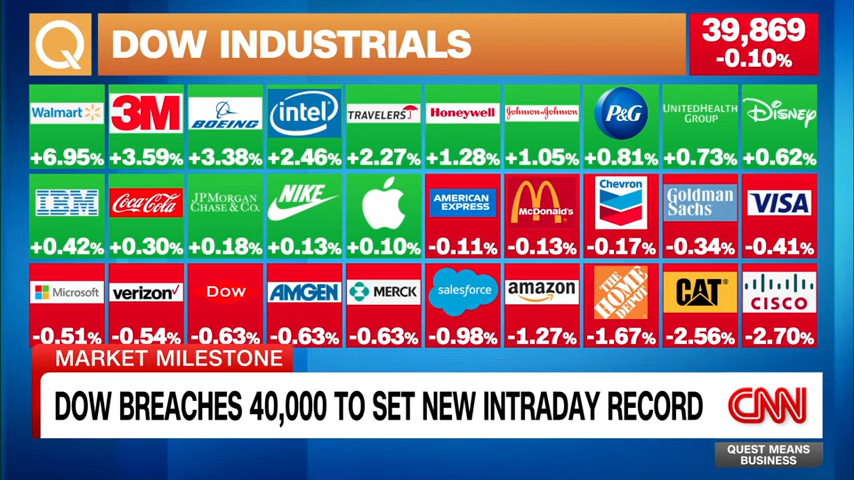 Q DOW INDUSTRIALS 39,869
-0.10%
Walmart 3M BOEING intel TRAVELERS Honeywell Johnson & Johnson P&G UNITEDHEALTH GROUP DISNEY
+6.95% +3.59% +3.38% +2.46% +2.27% +1.28% +1.05% +0.81% +0.73% +0.62%
IBM Coca-Cola JPMORGAN CHASE & CO. NIKE AMERICAN EXPRESS McDonald's Chevron Goldman Sachs VISA
+0.42% +0.30% +0.18% +0.13% +0.10% -0.11% -0.13% -0.17% -0.34% -0.41%
Microsoft verizon Dow AMGEN MERCK salesforce amazon THE HOME DEPOT CAT CISCO
-0.51% -0.54% -0.63% -0.63% -0.63% -0.98% -1.27% -1.67% -2.56% -2.70%
MARKET MILESTONE
DOW BREACHES 40,000 TO SET NEW INTRADAY RECORD CNN
QUEST MEANS
BUSINESS